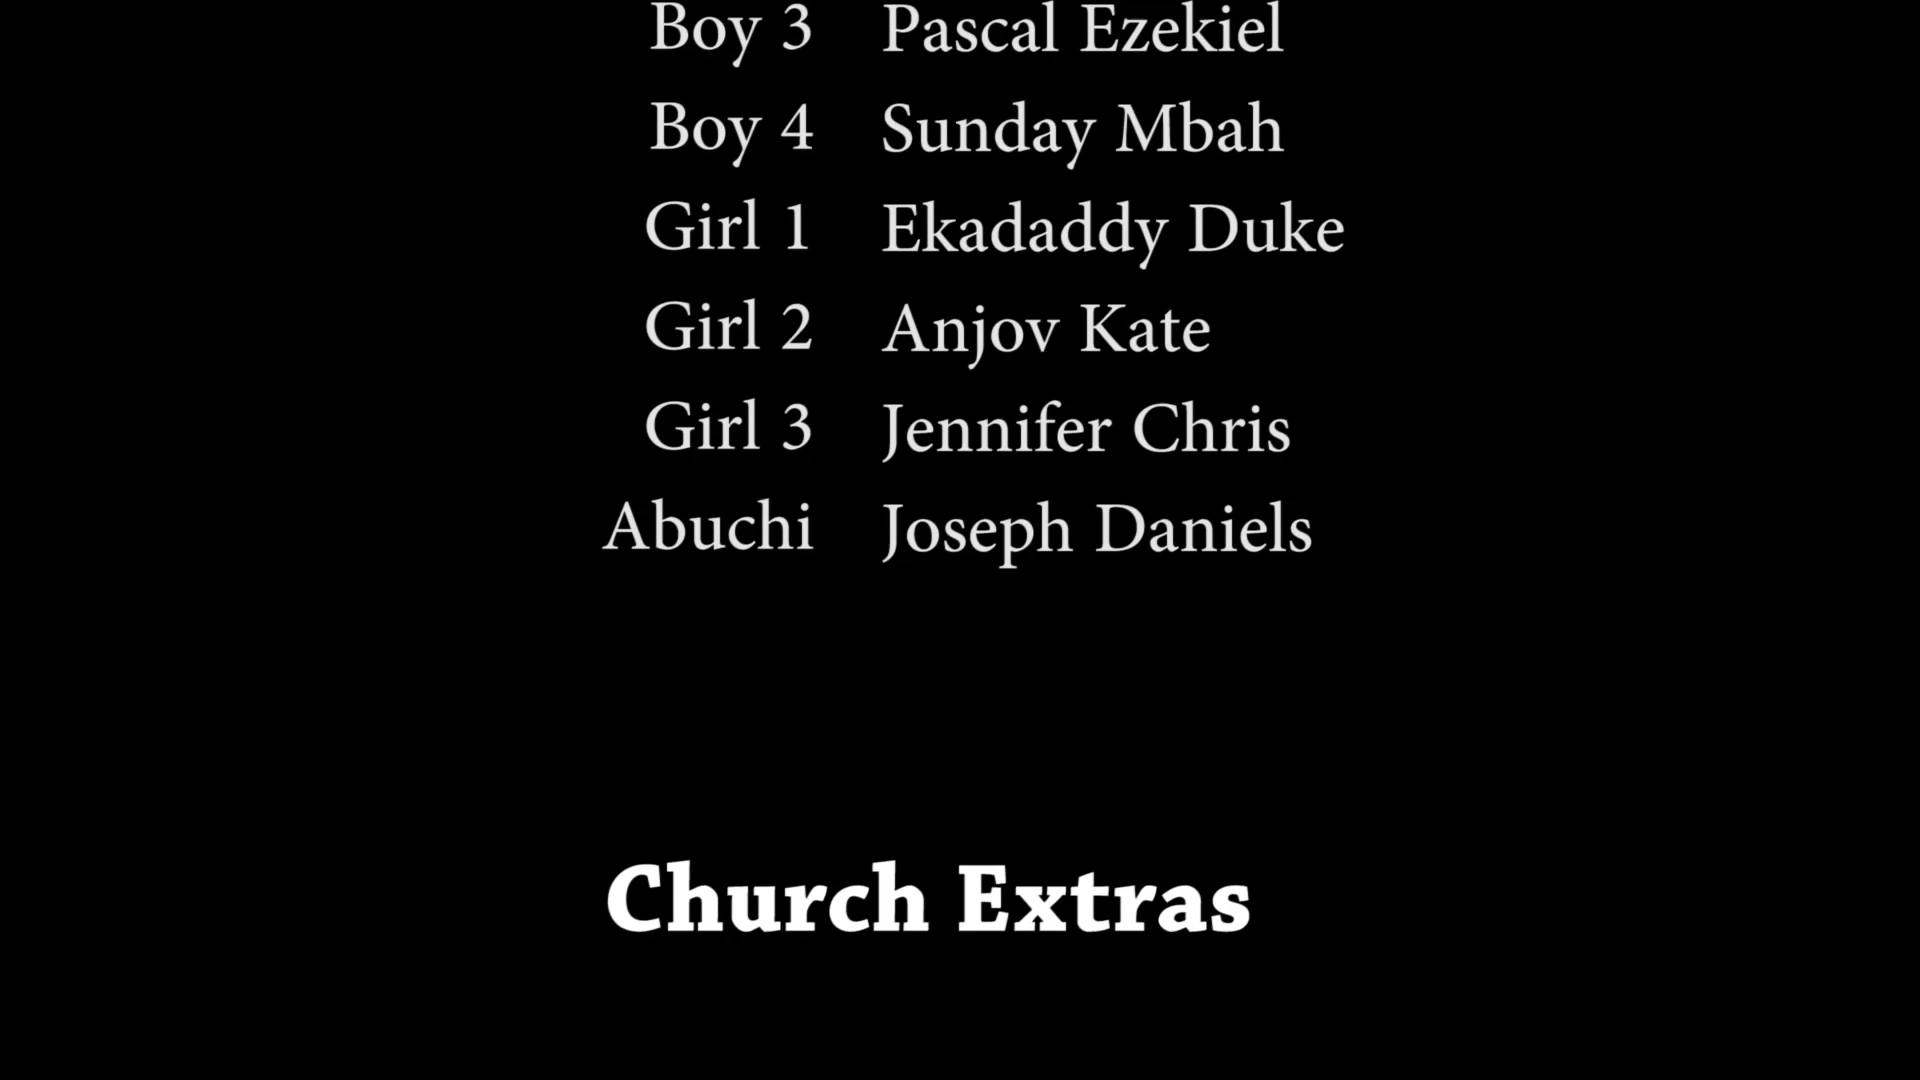 Boy 3 Pascal Ezekiel
Boy 4 Sunday Mbah
Girl 1 Ekadaddy Duke
Girl 2 Anjov Kate
Girl 3 Jennifer Chris
Abuchi Joseph Daniels
Church Extras